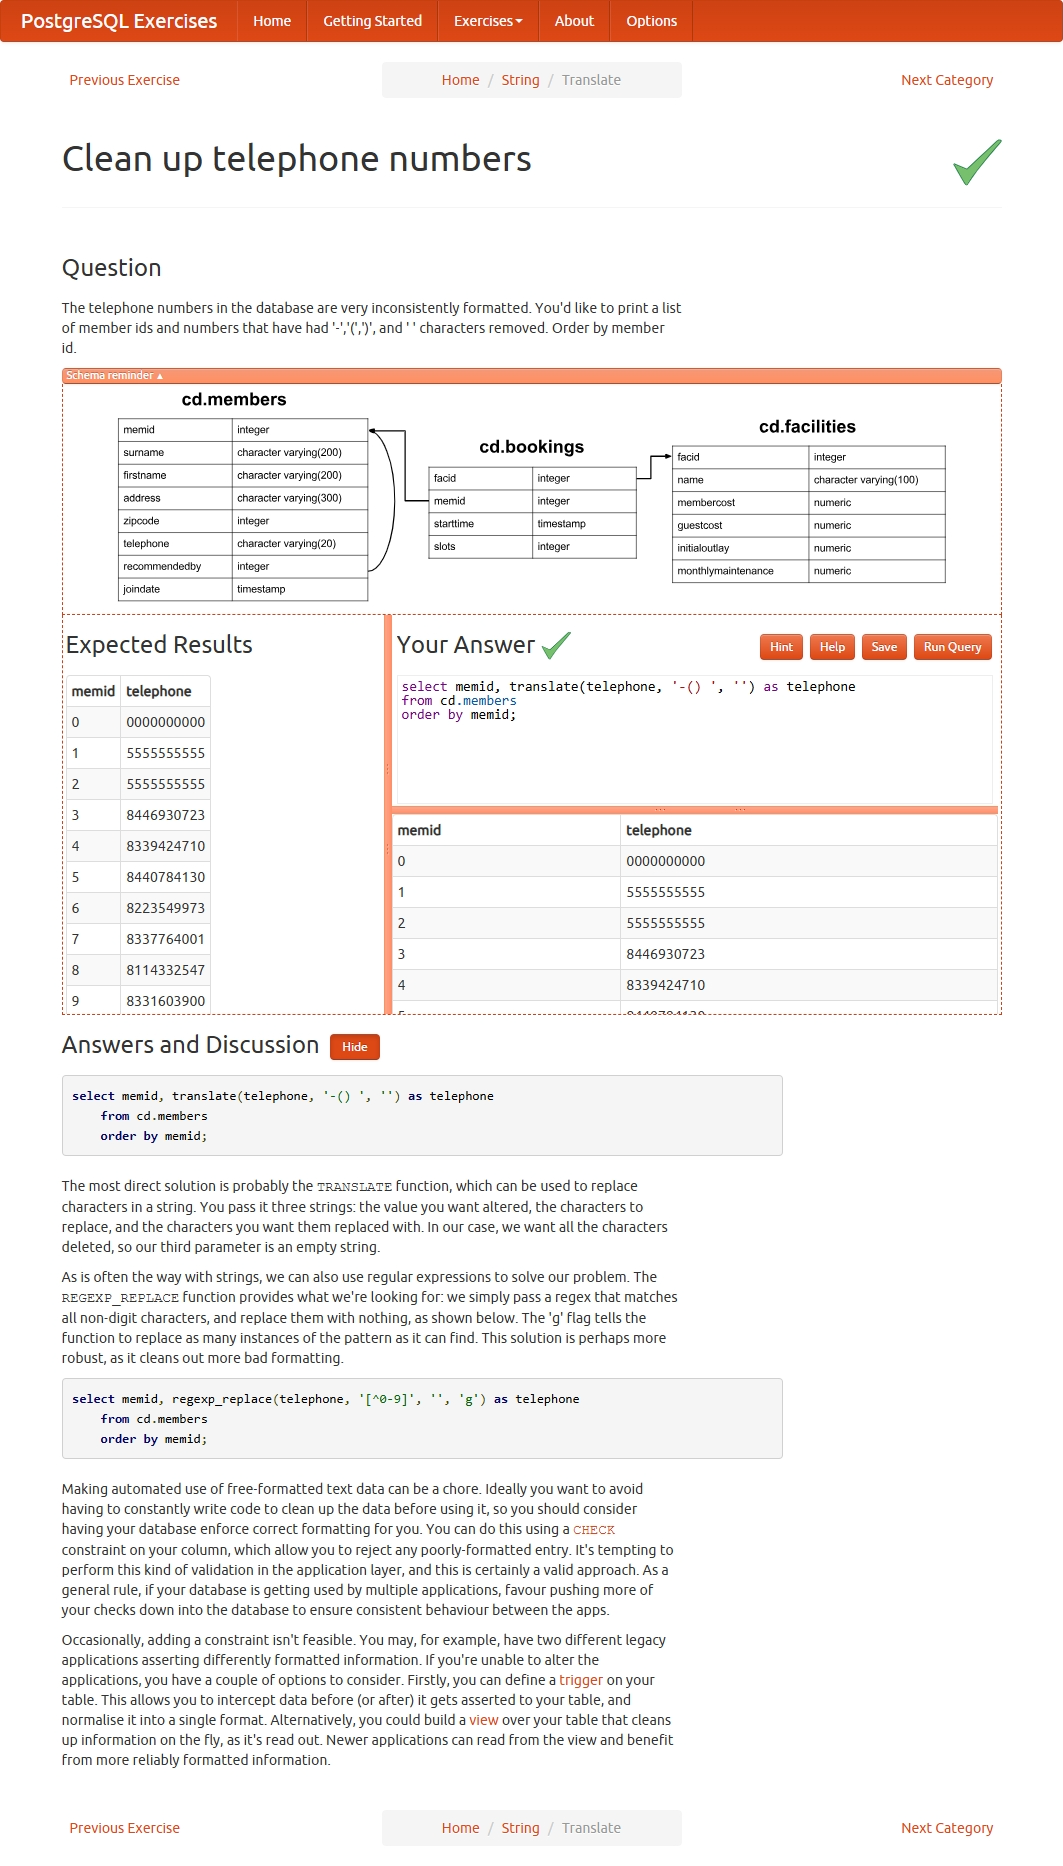 PostgreSQL Exercises Home Getting Started Exercises About Options
Previous Exercise Home / String / Translate Next Category
Clean up telephone numbers
Question
The telephone numbers in the database are very inconsistently formatted. You'd like to print a list
of member ids and numbers that have had '-','(',')', and ' ' characters removed. Order by member
id.
Schema reminder ▴
cd.members
memid integer
surname character varying(200)
firstname character varying(200)
address character varying(300)
zipcode integer
telephone character varying(20)
recommendedby integer
joindate timestamp
cd.bookings
facid integer
memid integer
starttime timestamp
slots integer
cd.facilities
facid integer
name character varying(100)
membercost numeric
guestcost numeric
initialoutlay numeric
monthlymaintenance numeric
Expected Results
memid telephone
0 0000000000
1 5555555555
2 5555555555
3 8446930723
4 8339424710
5 8440784130
6 8223549973
7 8337764001
8 8114332547
9 8331603900
Your Answer
Hint Help Save Run Query
select memid, translate(telephone, '-() ', '') as telephone
from cd.members
order by memid;
memid telephone
0 0000000000
1 5555555555
2 5555555555
3 8446930723
4 8339424710
Answers and Discussion Hide
select memid, translate(telephone, '-() ', '') as telephone
from cd.members
order by memid;
The most direct solution is probably the TRANSLATE function, which can be used to replace
characters in a string. You pass it three strings: the value you want altered, the characters to
replace, and the characters you want them replaced with. In our case, we want all the characters
deleted, so our third parameter is an empty string.
As is often the way with strings, we can also use regular expressions to solve our problem. The
REGEXP_REPLACE function provides what we're looking for: we simply pass a regex that matches
all non-digit characters, and replace them with nothing, as shown below. The 'g' flag tells the
function to replace as many instances of the pattern as it can find. This solution is perhaps more
robust, as it cleans out more bad formatting.
select memid, regexp_replace(telephone, '[^0-9]', '', 'g') as telephone
from cd.members
order by memid;
Making automated use of free-formatted text data can be a chore. Ideally you want to avoid
having to constantly write code to clean up the data before using it, so you should consider
having your database enforce correct formatting for you. You can do this using a CHECK
constraint on your column, which allow you to reject any poorly-formatted entry. It's tempting to
perform this kind of validation in the application layer, and this is certainly a valid approach. As a
general rule, if your database is getting used by multiple applications, favour pushing more of
your checks down into the database to ensure consistent behaviour between the apps.
Occasionally, adding a constraint isn't feasible. You may, for example, have two different legacy
applications asserting differently formatted information. If you're unable to alter the
applications, you have a couple of options to consider. Firstly, you can define a trigger on your
table. This allows you to intercept data before (or after) it gets asserted to your table, and
normalise it into a single format. Alternatively, you could build a view over your table that cleans
up information on the fly, as it's read out. Newer applications can read from the view and benefit
from more reliably formatted information.
Previous Exercise Home / String / Translate Next Category